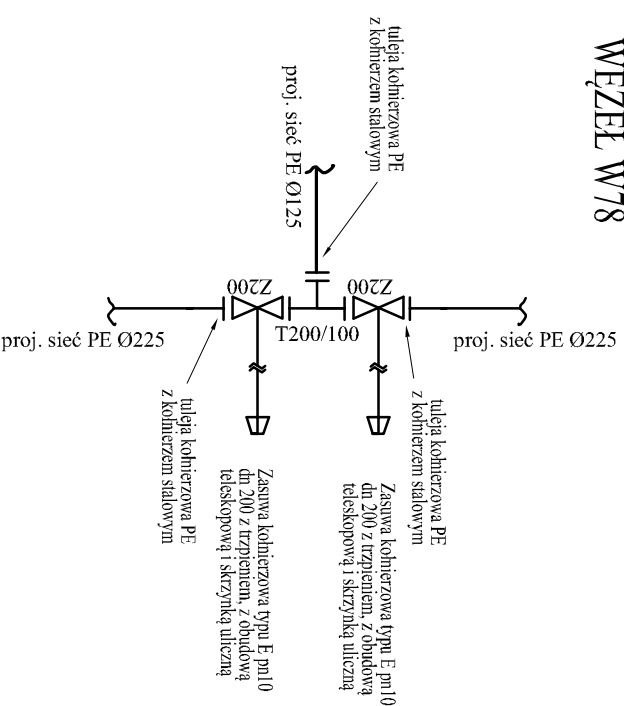 WĘZEŁ W78
tuleja kołnierzowa PE
z kołnierzem stalowym
proj. sieć PE Ø125
Z200
Z200
T200/100
proj. sieć PE Ø225
proj. sieć PE Ø225
tuleja kołnierzowa PE
z kołnierzem stalowym
tuleja kołnierzowa PE
z kołnierzem stalowym
Zasuwa kołnierzowa typu E pn10
dn 200 z trzpieniem, z obudową
teleskopową i skrzynką uliczną
Zasuwa kołnierzowa typu E pn10
dn 200 z trzpieniem, z obudową
teleskopową i skrzynką uliczną